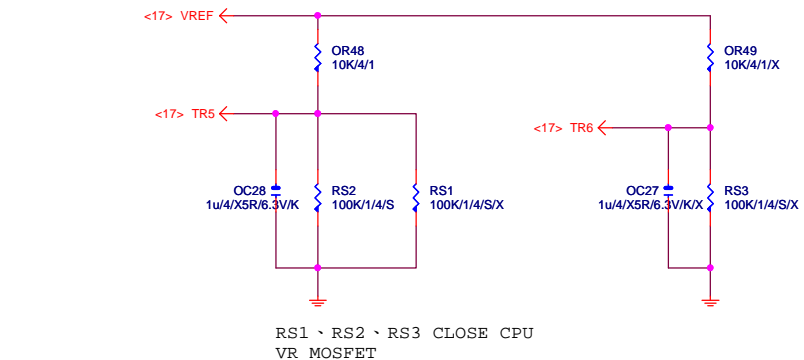 <17> VREF
OR48
10K/4/1
OR49
10K/4/1/X
<17> TR5
<17> TR6
OC28
1u/4/X5R/6.3V/K
RS2
100K/1/4/S
RS1
100K/1/4/S/X
OC27
1u/4/X5R/6.3V/K/X
RS3
100K/1/4/S/X
RS1、RS2、RS3 CLOSE CPU
VR MOSFET